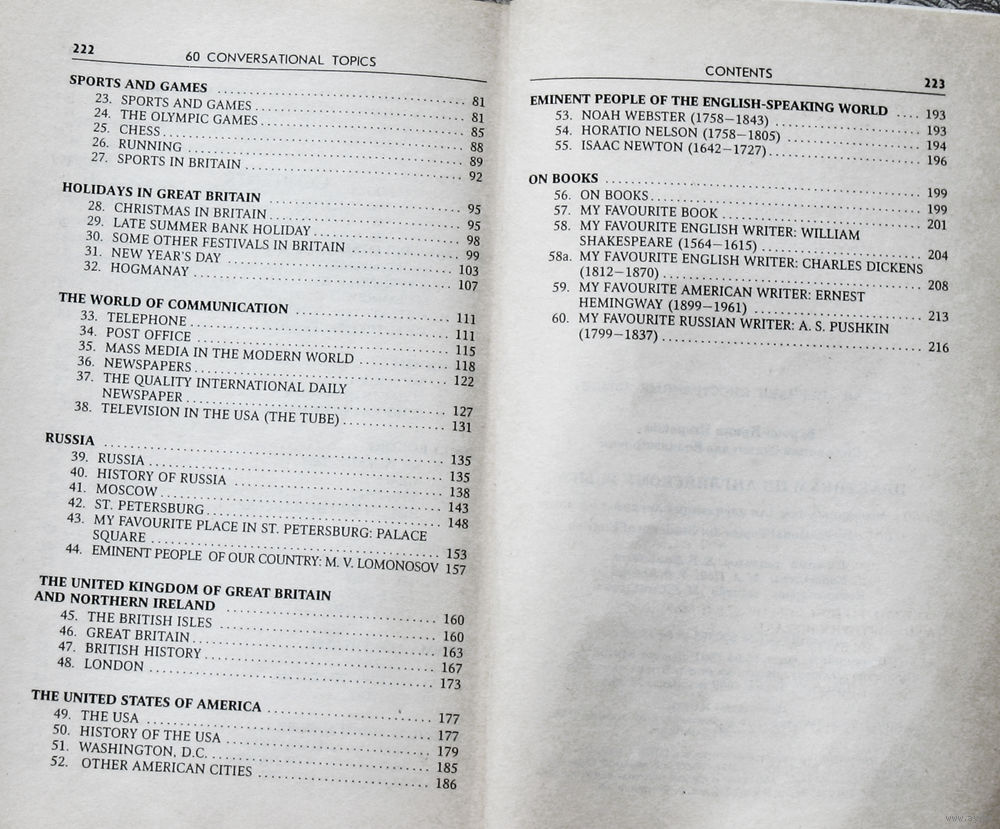 222
60 CONVERSATIONAL TOPICS
SPORTS AND GAMES ........ 81
23. SPORTS AND GAMES ........ 81
24. THE OLYMPIC GAMES ........ 85
25. CHESS ........ 88
26. RUNNING ........ 89
27. SPORTS IN BRITAIN ........ 92
HOLIDAYS IN GREAT BRITAIN ........ 95
28. CHRISTMAS IN BRITAIN ........ 95
29. LATE SUMMER BANK HOLIDAY ........ 98
30. SOME OTHER FESTIVALS IN BRITAIN ........ 99
31. NEW YEAR'S DAY ........ 103
32. HOGMANAY ........ 107
THE WORLD OF COMMUNICATION ........ 111
33. TELEPHONE ........ 111
34. POST OFFICE ........ 115
35. MASS MEDIA IN THE MODERN WORLD ........ 118
36. NEWSPAPERS ........ 122
37. THE QUALITY INTERNATIONAL DAILY
NEWSPAPER ........ 127
38. TELEVISION IN THE USA (THE TUBE) ........ 131
RUSSIA ........ 135
39. RUSSIA ........ 135
40. HISTORY OF RUSSIA ........ 138
41. MOSCOW ........ 143
42. ST. PETERSBURG ........ 148
43. MY FAVOURITE PLACE IN ST. PETERSBURG: PALACE
SQUARE ........ 153
44. EMINENT PEOPLE OF OUR COUNTRY: M. V. LOMONOSOV 157
THE UNITED KINGDOM OF GREAT BRITAIN
AND NORTHERN IRELAND ........ 160
45. THE BRITISH ISLES ........ 160
46. GREAT BRITAIN ........ 163
47. BRITISH HISTORY ........ 167
48. LONDON ........ 173
THE UNITED STATES OF AMERICA ........ 177
49. THE USA ........ 177
50. HISTORY OF THE USA ........ 179
51. WASHINGTON, D.C. ........ 185
52. OTHER AMERICAN CITIES ........ 186
CONTENTS
223
EMINENT PEOPLE OF THE ENGLISH-SPEAKING WORLD .... 193
53. NOAH WEBSTER (1758—1843) ........ 193
54. HORATIO NELSON (1758—1805) ........ 194
55. ISAAC NEWTON (1642—1727) ........ 196
ON BOOKS ........ 199
56. ON BOOKS ........ 199
57. MY FAVOURITE BOOK ........ 201
58. MY FAVOURITE ENGLISH WRITER: WILLIAM
SHAKESPEARE (1564—1615) ........ 204
58a. MY FAVOURITE ENGLISH WRITER: CHARLES DICKENS
(1812—1870) ........ 208
59. MY FAVOURITE AMERICAN WRITER: ERNEST
HEMINGWAY (1899—1961) ........ 213
60. MY FAVOURITE RUSSIAN WRITER: A. S. PUSHKIN
(1799—1837) ........ 216